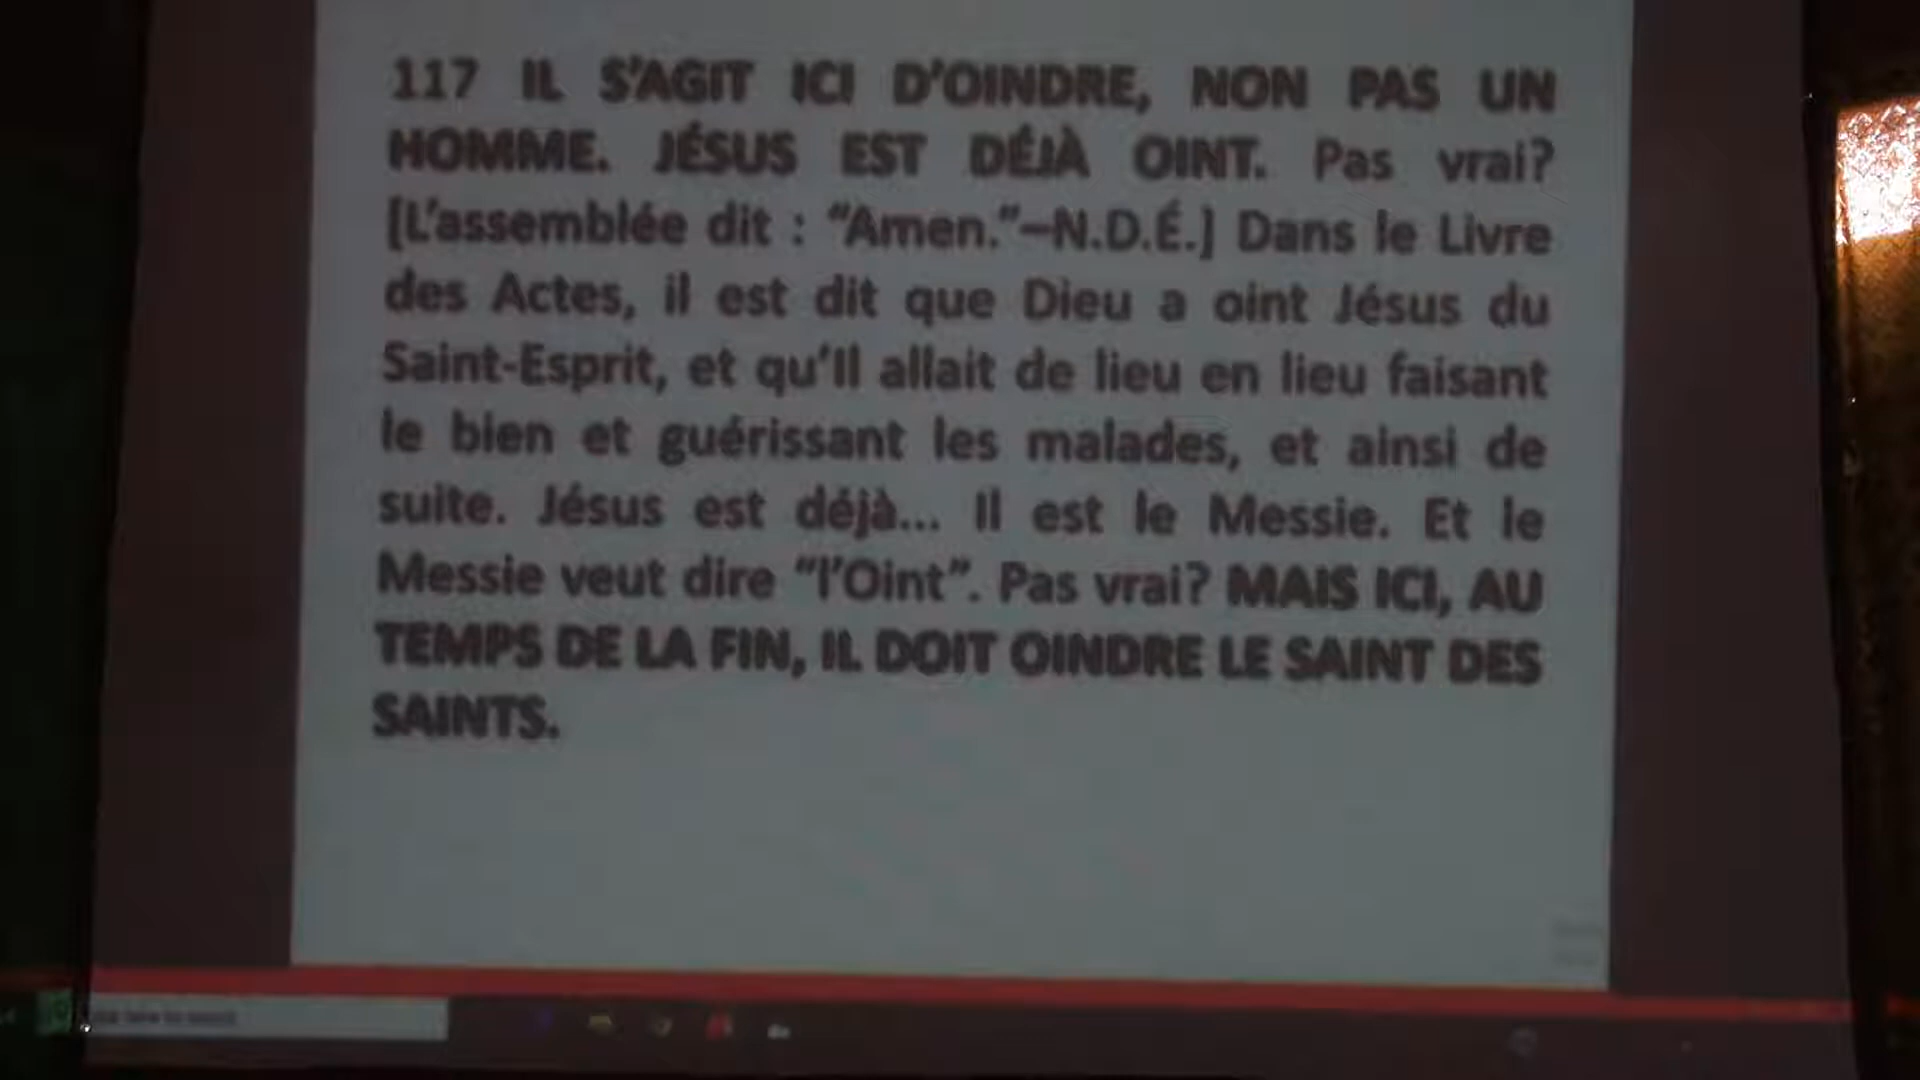 117 IL S'AGIT ICI D'OINDRE, NON PAS UN
HOMME. JÉSUS EST DÉJÀ OINT. Pas vrai?
[L'assemblée dit : “Amen.”–N.D.É.] Dans le Livre
des Actes, il est dit que Dieu a oint Jésus du
Saint-Esprit, et qu'Il allait de lieu en lieu faisant
le bien et guérissant les malades, et ainsi de
suite. Jésus est déjà... Il est le Messie. Et le
Messie veut dire “l'Oint”. Pas vrai? MAIS ICI, AU
TEMPS DE LA FIN, IL DOIT OINDRE LE SAINT DES
SAINTS.